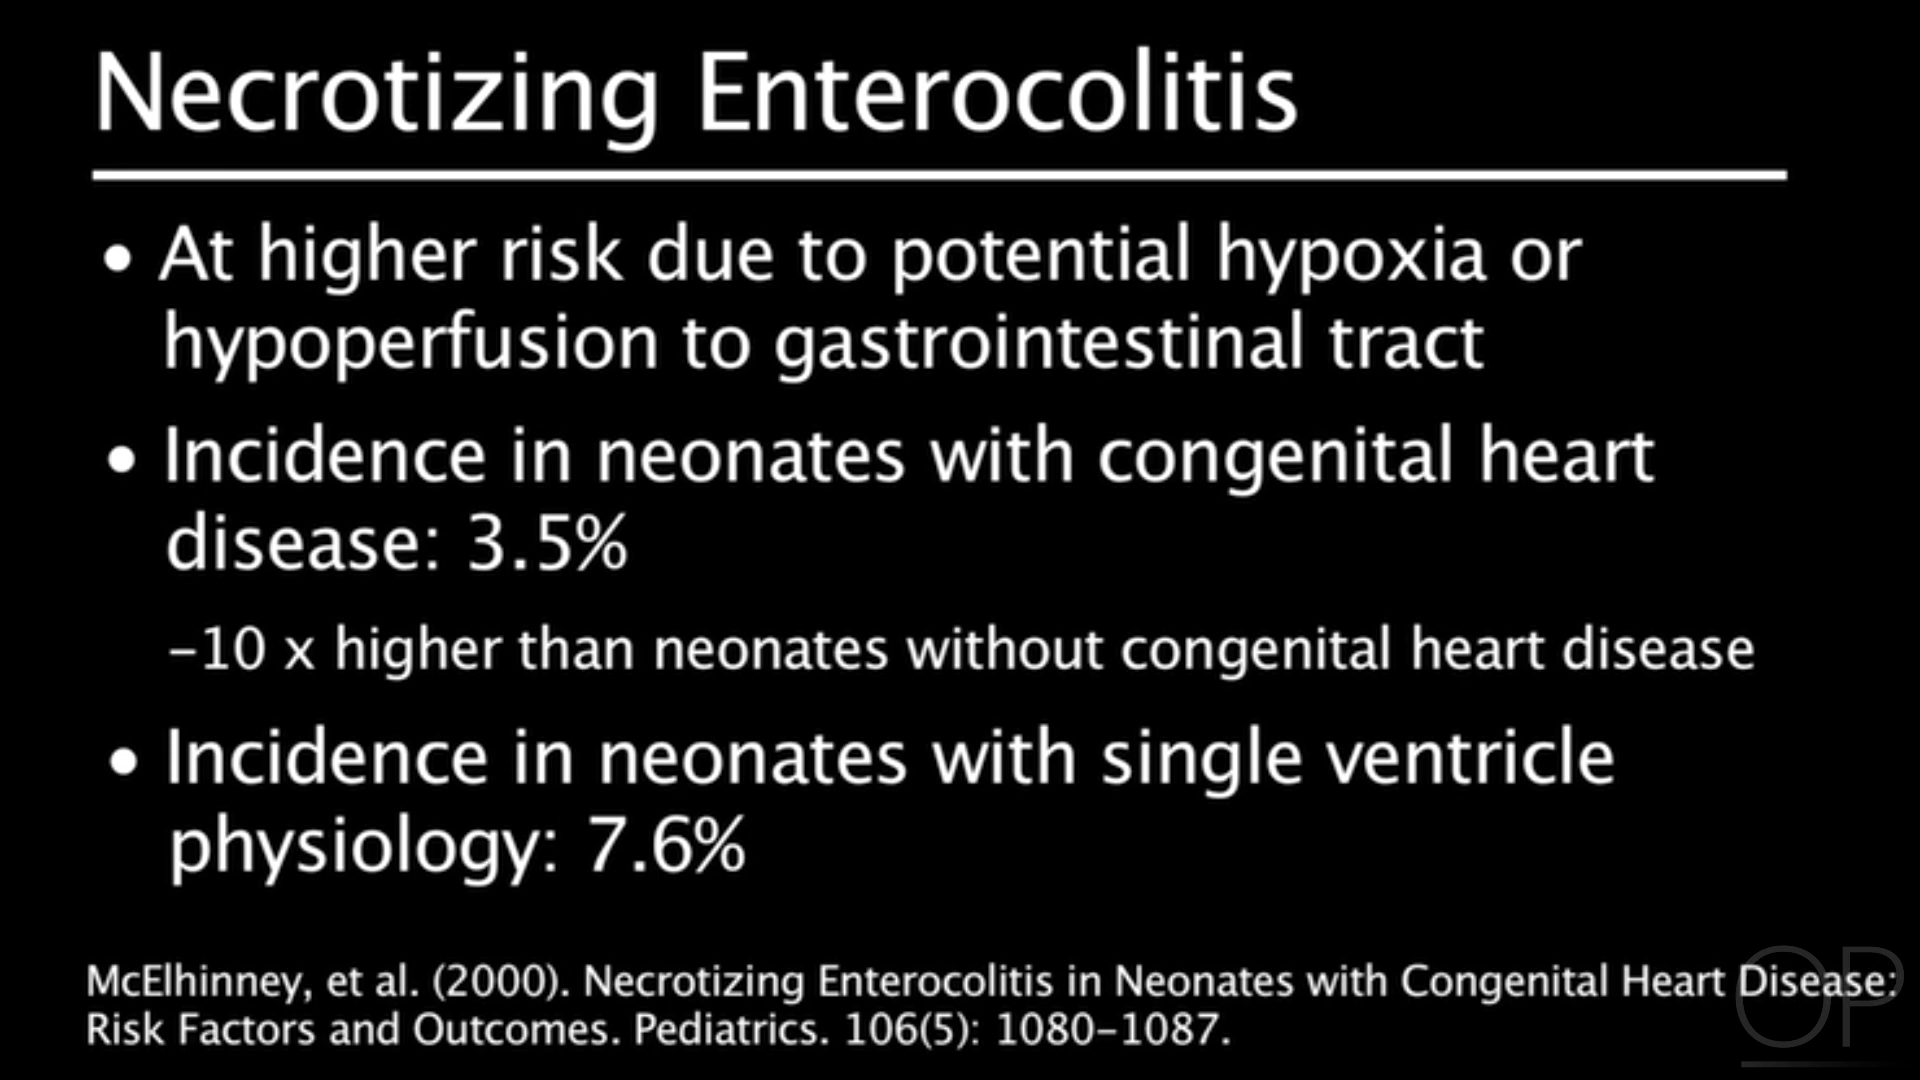 Necrotizing Enterocolitis
• At higher risk due to potential hypoxia or
hypoperfusion to gastrointestinal tract
• Incidence in neonates with congenital heart
disease: 3.5%
–10 x higher than neonates without congenital heart disease
• Incidence in neonates with single ventricle
physiology: 7.6%
McElhinney, et al. (2000). Necrotizing Enterocolitis in Neonates with Congenital Heart Disease:
Risk Factors and Outcomes. Pediatrics. 106(5): 1080–1087.
OP